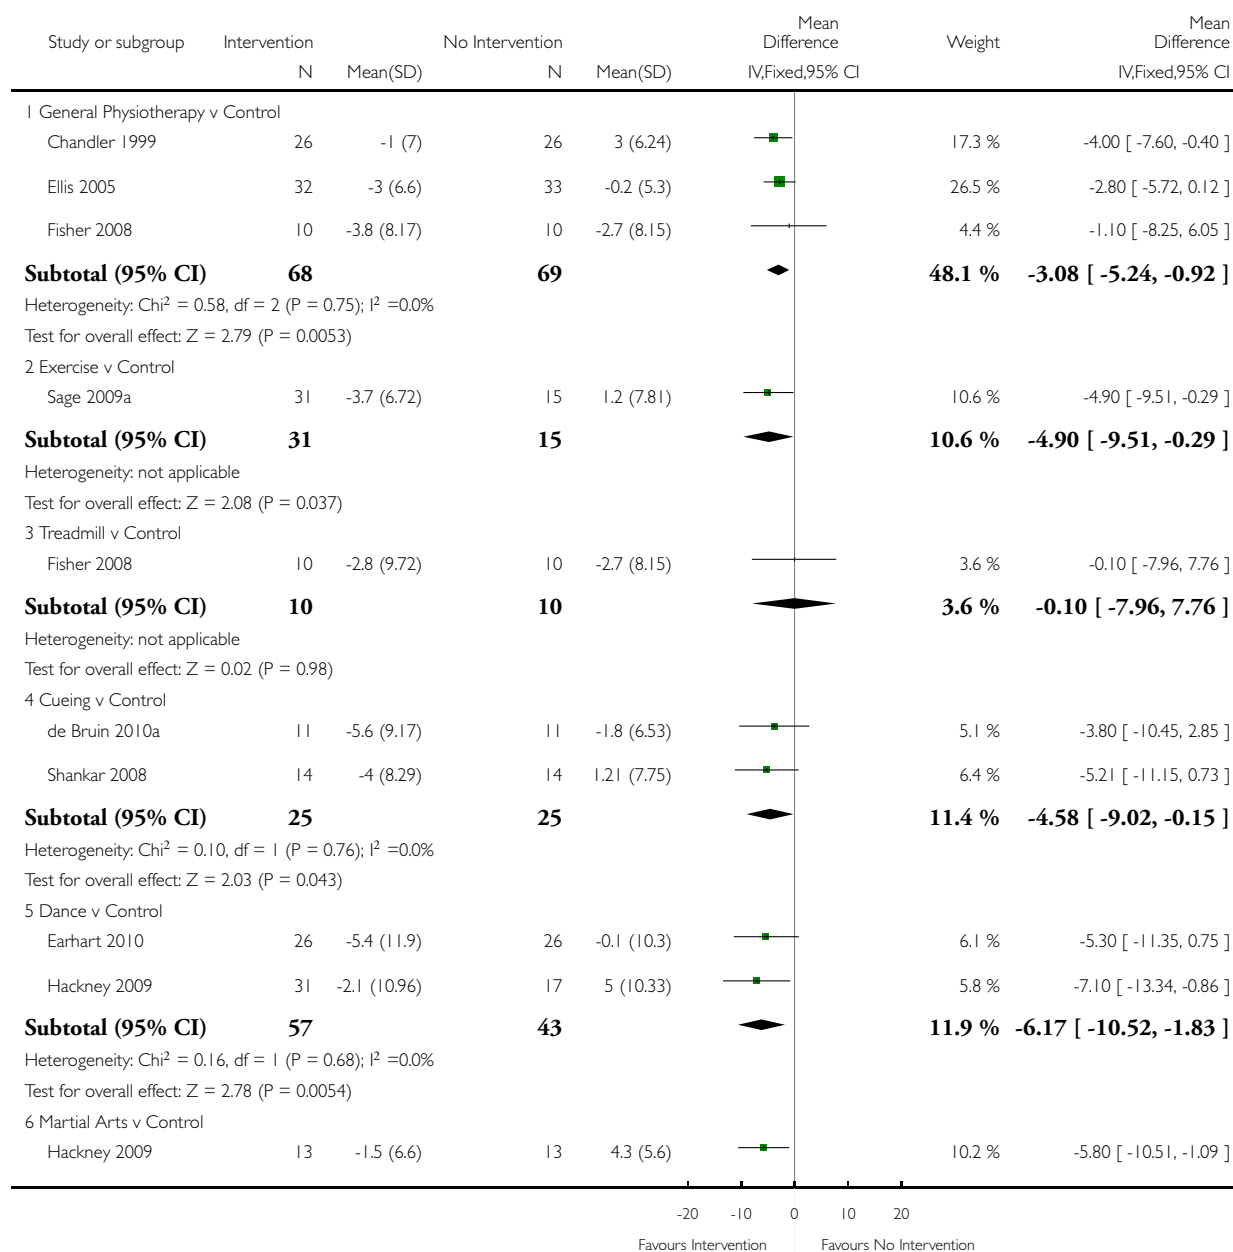 Study or subgroup Intervention No Intervention Mean Difference Weight Mean Difference
N Mean(SD) N Mean(SD) IV,Fixed,95% CI IV,Fixed,95% CI
1 General Physiotherapy v Control
Chandler 1999 26 -1 (7) 26 3 (6.24) 17.3 % -4.00 [ -7.60, -0.40 ]
Ellis 2005 32 -3 (6.6) 33 -0.2 (5.3) 26.5 % -2.80 [ -5.72, 0.12 ]
Fisher 2008 10 -3.8 (8.17) 10 -2.7 (8.15) 4.4 % -1.10 [ -8.25, 6.05 ]
Subtotal (95% CI) 68 69 48.1 % -3.08 [ -5.24, -0.92 ]
Heterogeneity: Chi² = 0.58, df = 2 (P = 0.75); I² =0.0%
Test for overall effect: Z = 2.79 (P = 0.0053)
2 Exercise v Control
Sage 2009a 31 -3.7 (6.72) 15 1.2 (7.81) 10.6 % -4.90 [ -9.51, -0.29 ]
Subtotal (95% CI) 31 15 10.6 % -4.90 [ -9.51, -0.29 ]
Heterogeneity: not applicable
Test for overall effect: Z = 2.08 (P = 0.037)
3 Treadmill v Control
Fisher 2008 10 -2.8 (9.72) 10 -2.7 (8.15) 3.6 % -0.10 [ -7.96, 7.76 ]
Subtotal (95% CI) 10 10 3.6 % -0.10 [ -7.96, 7.76 ]
Heterogeneity: not applicable
Test for overall effect: Z = 0.02 (P = 0.98)
4 Cueing v Control
de Bruin 2010a 11 -5.6 (9.17) 11 -1.8 (6.53) 5.1 % -3.80 [ -10.45, 2.85 ]
Shankar 2008 14 -4 (8.29) 14 1.21 (7.75) 6.4 % -5.21 [ -11.15, 0.73 ]
Subtotal (95% CI) 25 25 11.4 % -4.58 [ -9.02, -0.15 ]
Heterogeneity: Chi² = 0.10, df = 1 (P = 0.76); I² =0.0%
Test for overall effect: Z = 2.03 (P = 0.043)
5 Dance v Control
Earhart 2010 26 -5.4 (11.9) 26 -0.1 (10.3) 6.1 % -5.30 [ -11.35, 0.75 ]
Hackney 2009 31 -2.1 (10.96) 17 5 (10.33) 5.8 % -7.10 [ -13.34, -0.86 ]
Subtotal (95% CI) 57 43 11.9 % -6.17 [ -10.52, -1.83 ]
Heterogeneity: Chi² = 0.16, df = 1 (P = 0.68); I² =0.0%
Test for overall effect: Z = 2.78 (P = 0.0054)
6 Martial Arts v Control
Hackney 2009 13 -1.5 (6.6) 13 4.3 (5.6) 10.2 % -5.80 [ -10.51, -1.09 ]
-20 -10 0 10 20
Favours Intervention Favours No Intervention